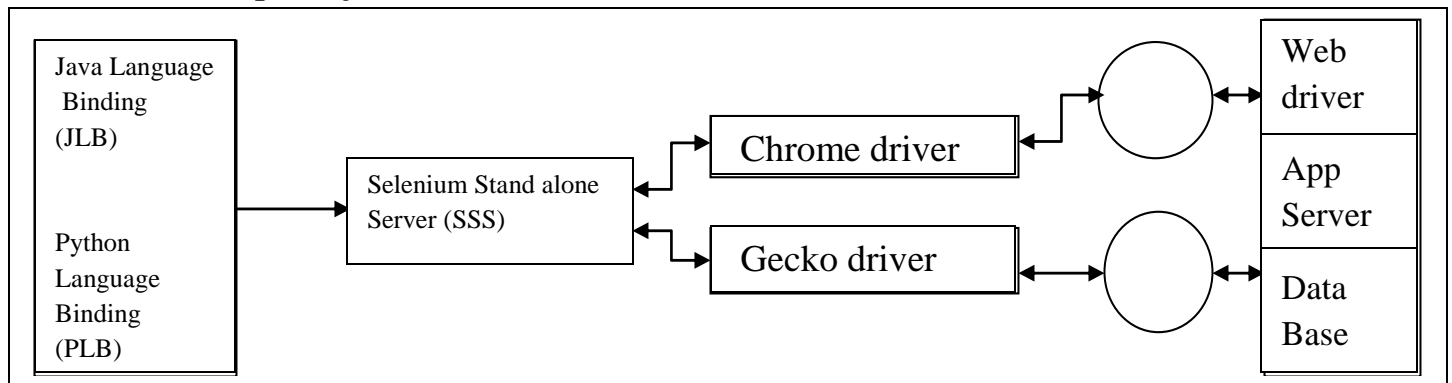 Java Language
Binding
(JLB)
Python
Language
Binding
(PLB)
Selenium Stand alone
Server (SSS)
Chrome driver
Gecko driver
Web
driver
App
Server
Data
Base